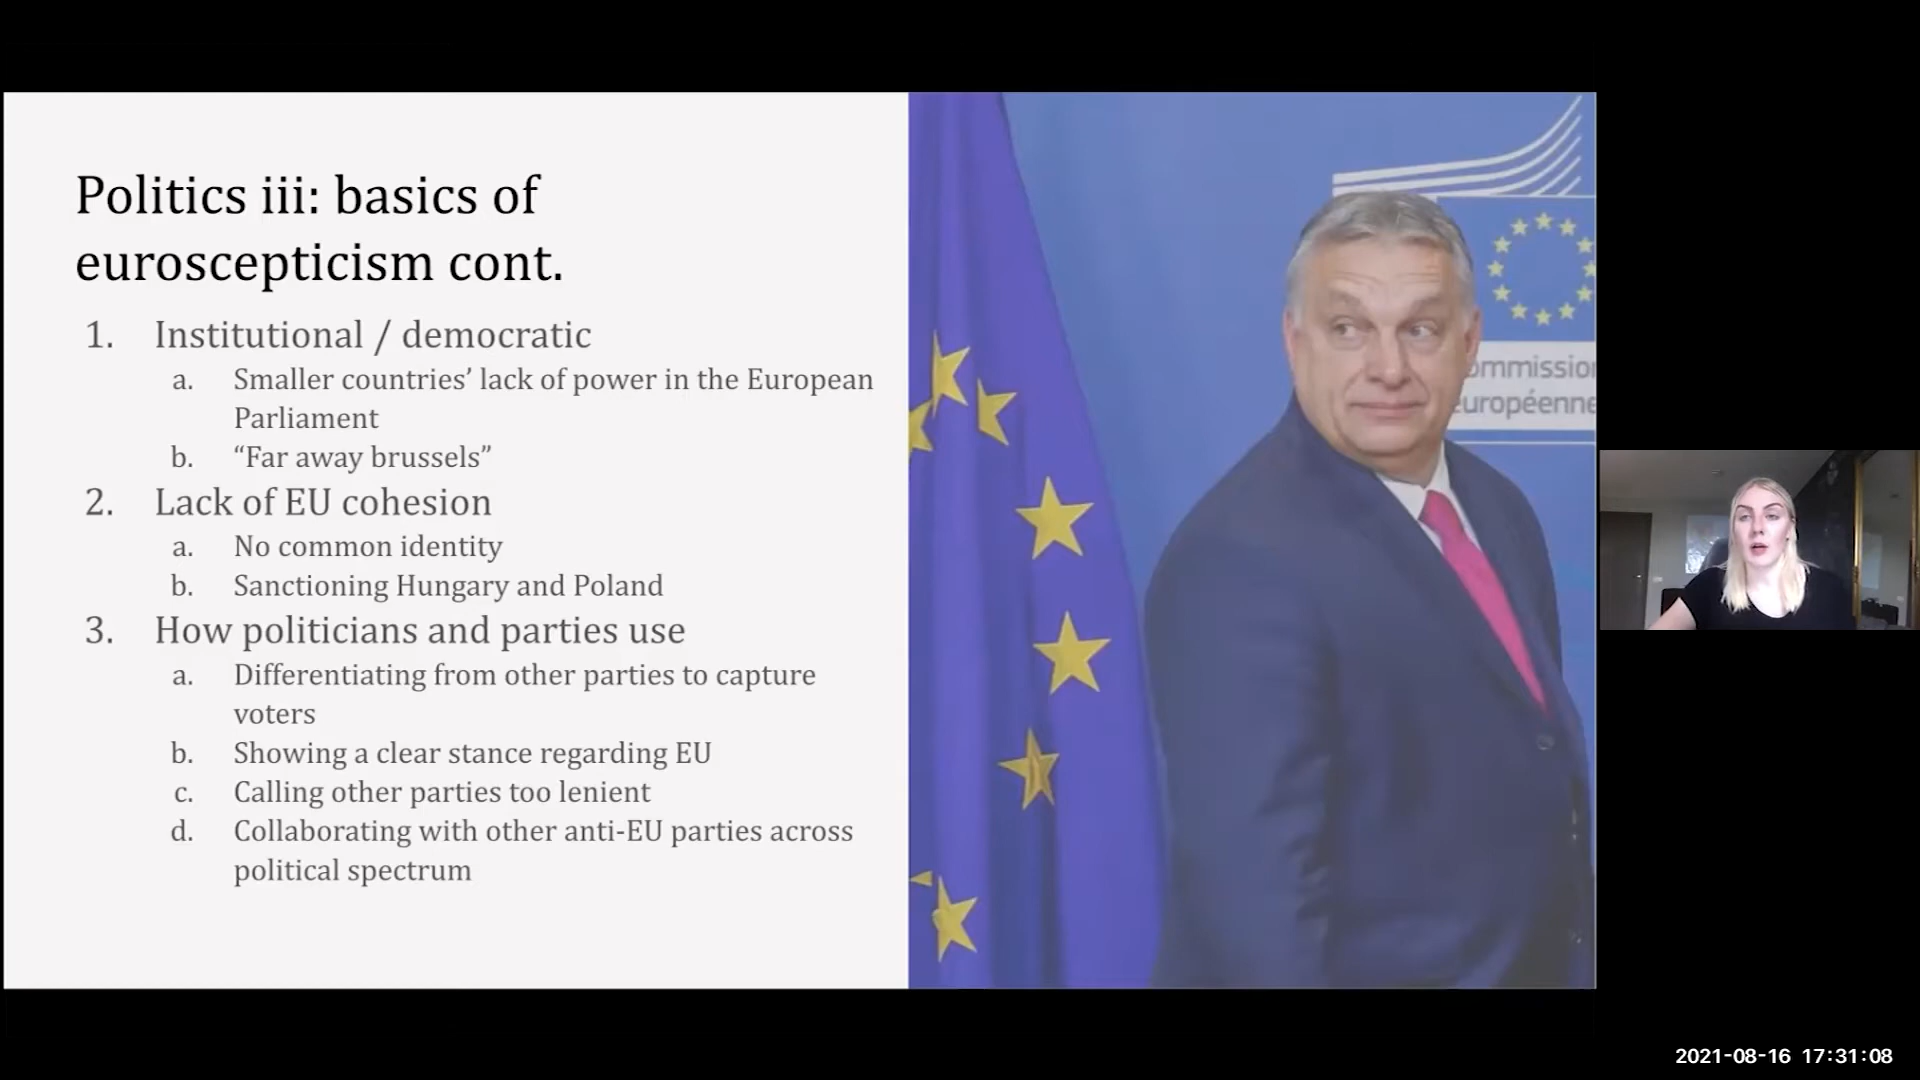 Politics iii: basics of
euroscepticism cont.
1. Institutional / democratic
a. Smaller countries’ lack of power in the European
Parliament
b. “Far away brussels”
2. Lack of EU cohesion
a. No common identity
b. Sanctioning Hungary and Poland
3. How politicians and parties use
a. Differentiating from other parties to capture
voters
b. Showing a clear stance regarding EU
c. Calling other parties too lenient
d. Collaborating with other anti-EU parties across
political spectrum
ommission
européenne
2021-08-16 17:31:08